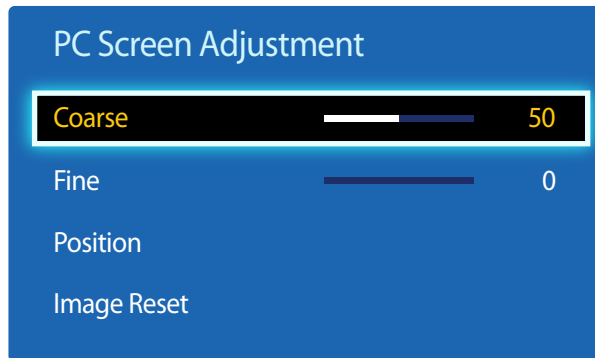 PC Screen Adjustment
Coarse 50
Fine 0
Position
Image Reset